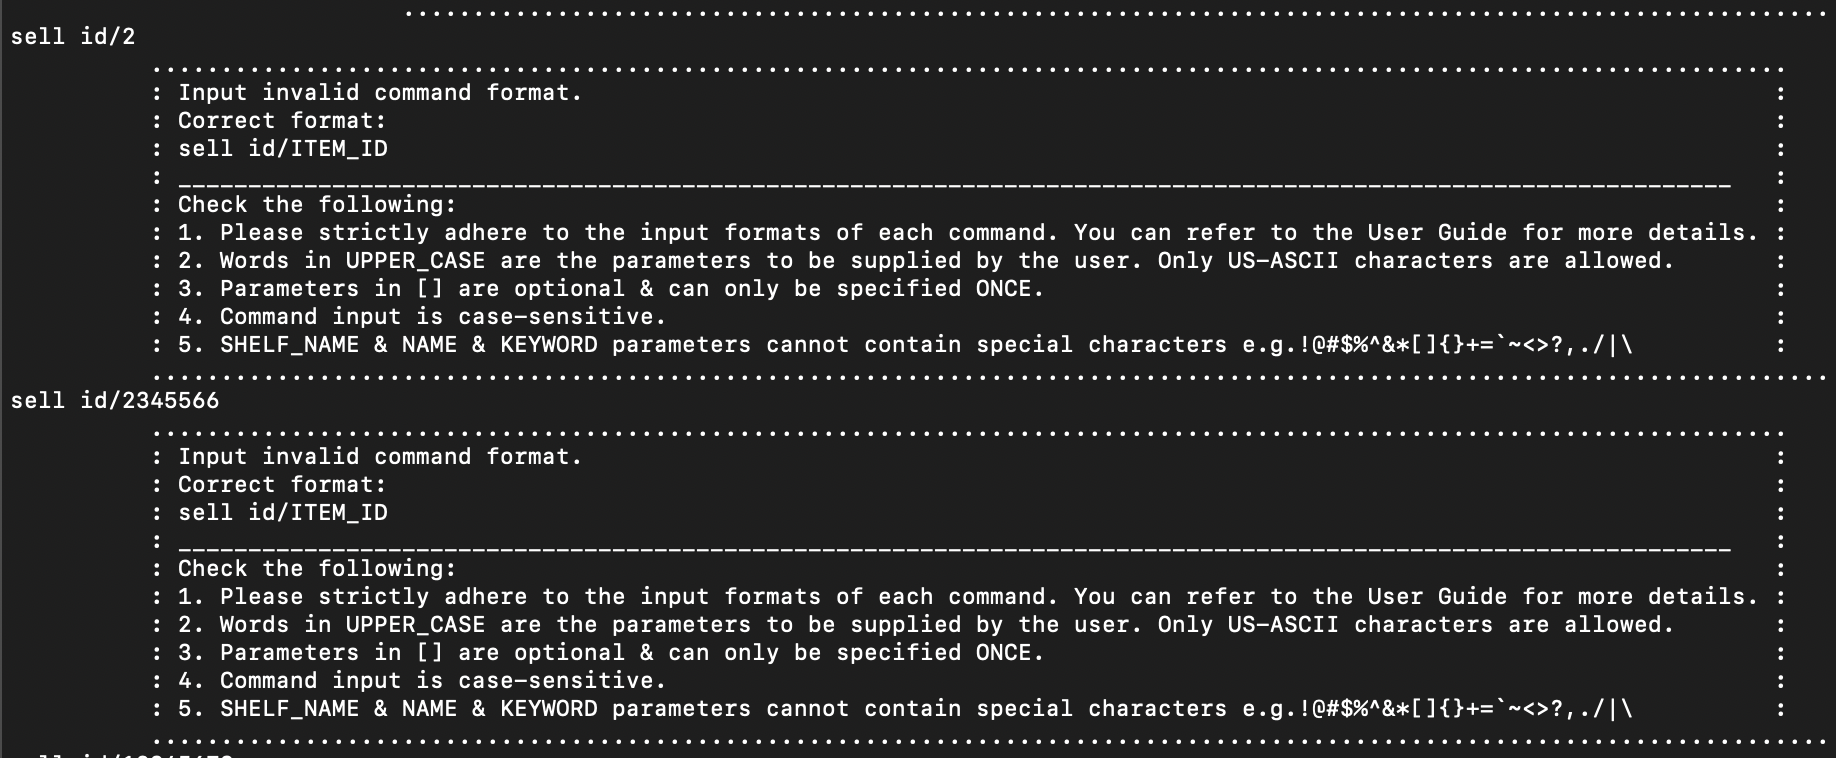 sell id/2
: Input invalid command format. :
: Correct format: :
: sell id/ITEM_ID :
: _______________________________________________________________________________________________________________ :
: Check the following: :
: 1. Please strictly adhere to the input formats of each command. You can refer to the User Guide for more details. :
: 2. Words in UPPER_CASE are the parameters to be supplied by the user. Only US-ASCII characters are allowed. :
: 3. Parameters in [] are optional & can only be specified ONCE. :
: 4. Command input is case-sensitive. :
: 5. SHELF_NAME & NAME & KEYWORD parameters cannot contain special characters e.g.!@#$%^&*[]{}+=`~<>?,./|\ :
sell id/2345566
: Input invalid command format. :
: Correct format: :
: sell id/ITEM_ID :
: _______________________________________________________________________________________________________________ :
: Check the following: :
: 1. Please strictly adhere to the input formats of each command. You can refer to the User Guide for more details. :
: 2. Words in UPPER_CASE are the parameters to be supplied by the user. Only US-ASCII characters are allowed. :
: 3. Parameters in [] are optional & can only be specified ONCE. :
: 4. Command input is case-sensitive. :
: 5. SHELF_NAME & NAME & KEYWORD parameters cannot contain special characters e.g.!@#$%^&*[]{}+=`~<>?,./|\ :